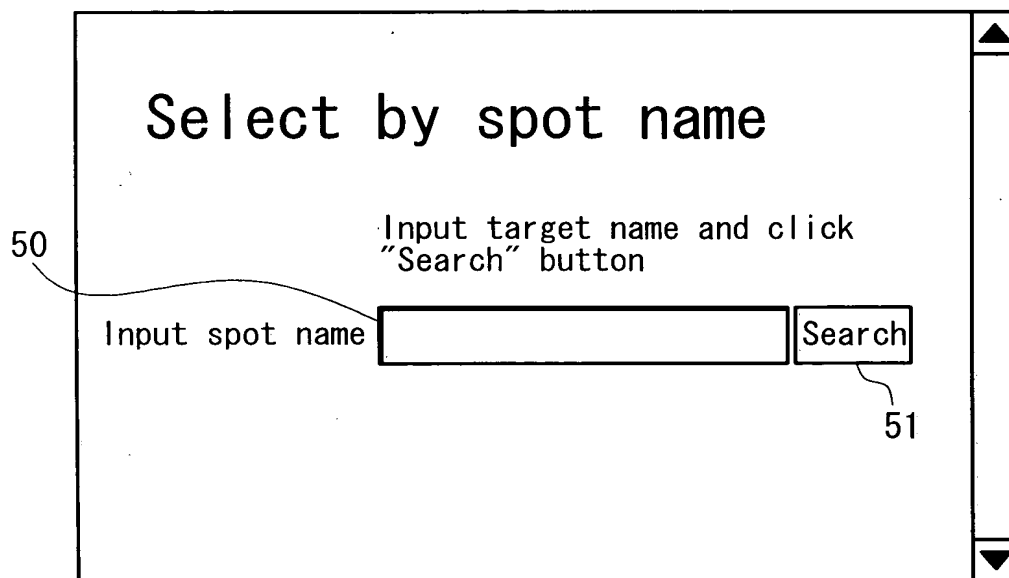 Select by spot name
Input target name and click
"Search" button
50
Input spot name
Search
51